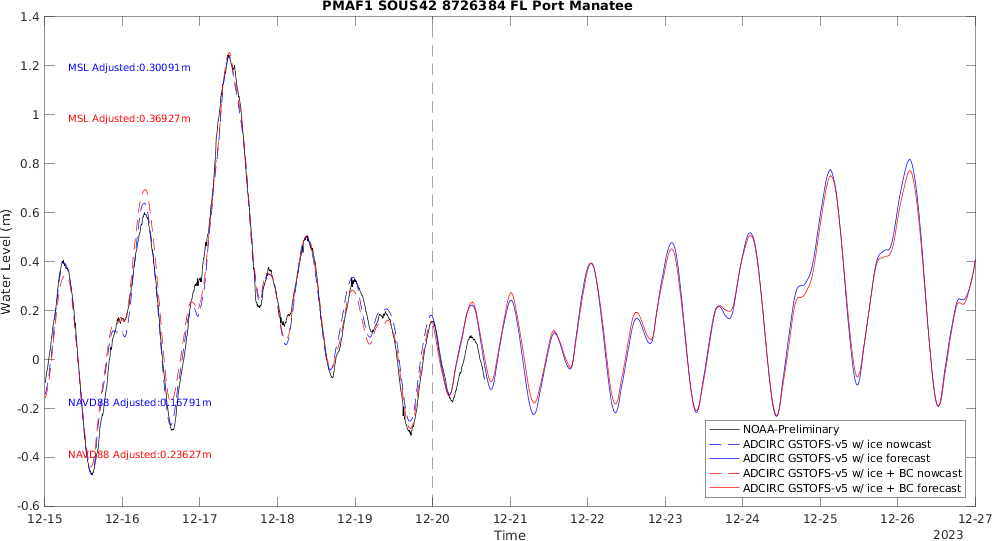 PMAF1 SOUS42 8726384 FL Port Manatee
1.4
1.2
1
0.8
0.6
0.4
0.2
0
-0.2
-0.4
-0.6
Water Level (m)
MSL Adjusted:0.30091m
MSL Adjusted:0.36927m
NAVD88 Adjusted:0.16791m
NAVD88 Adjusted:0.23627m
NOAA-Preliminary
ADCIRC GSTOFS-v5 w/ ice nowcast
ADCIRC GSTOFS-v5 w/ ice forecast
ADCIRC GSTOFS-v5 w/ ice + BC nowcast
ADCIRC GSTOFS-v5 w/ ice + BC forecast
12-15 12-16 12-17 12-18 12-19 12-20 12-21 12-22 12-23 12-24 12-25 12-26 12-27
Time
2023